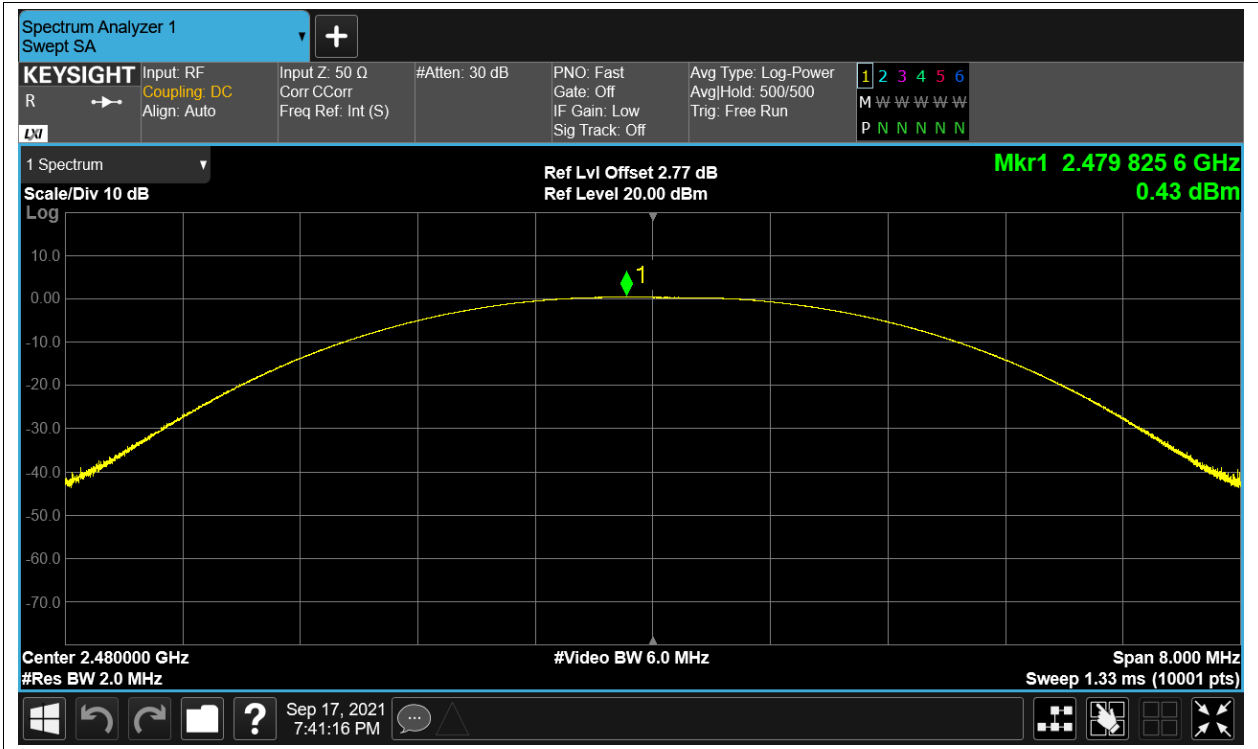 Spectrum Analyzer 1
Swept SA
KEYSIGHT
R
LXI
Input: RF
Coupling: DC
Align: Auto
Input Z: 50 Ω
Corr CCorr
Freq Ref: Int (S)
#Atten: 30 dB
PNO: Fast
Gate: Off
IF Gain: Low
Sig Track: Off
Avg Type: Log-Power
Avg|Hold: 500/500
Trig: Free Run
1 2 3 4 5 6
M W W W W W
P N N N N N
1 Spectrum
Scale/Div 10 dB
Ref Lvl Offset 2.77 dB
Ref Level 20.00 dBm
Mkr1 2.479 825 6 GHz
0.43 dBm
Log
10.0
0.00
-10.0
-20.0
-30.0
-40.0
-50.0
-60.0
-70.0
1
Center 2.480000 GHz
#Res BW 2.0 MHz
#Video BW 6.0 MHz
Span 8.000 MHz
Sweep 1.33 ms (10001 pts)
?
Sep 17, 2021
7:41:16 PM